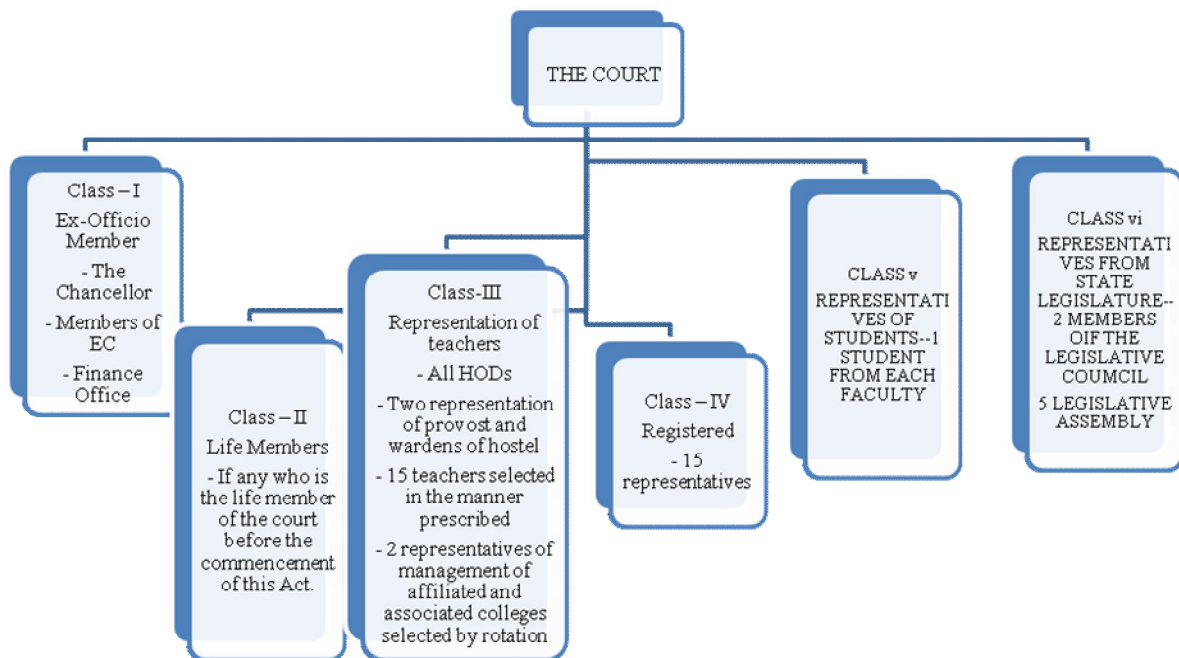 THE COURT
Class – I
Ex-Officio
Member
- The
Chancellor
- Members of
EC
- Finance
Office
Class – II
Life Members
- If any who is
the life member
of the court
before the
commencement
of this Act.
Class-III
Representation of
teachers
- All HODs
- Two representation
of provost and
wardens of hostel
- 15 teachers selected
in the manner
prescribed
- 2 representatives of
management of
affiliated and
associated colleges
selected by rotation
Class – IV
Registered
- 15
representatives
CLASS v
REPRESENTATI
VES OF
STUDENTS--1
STUDENT
FROM EACH
FACULTY
CLASS vi
REPRESENTATI
VES FROM
STATE
LEGISLATURE--
2 MEMBERS
OIF THE
LEGISLATIVE
COUMCIL
5 LEGISLATIVE
ASSEMBLY